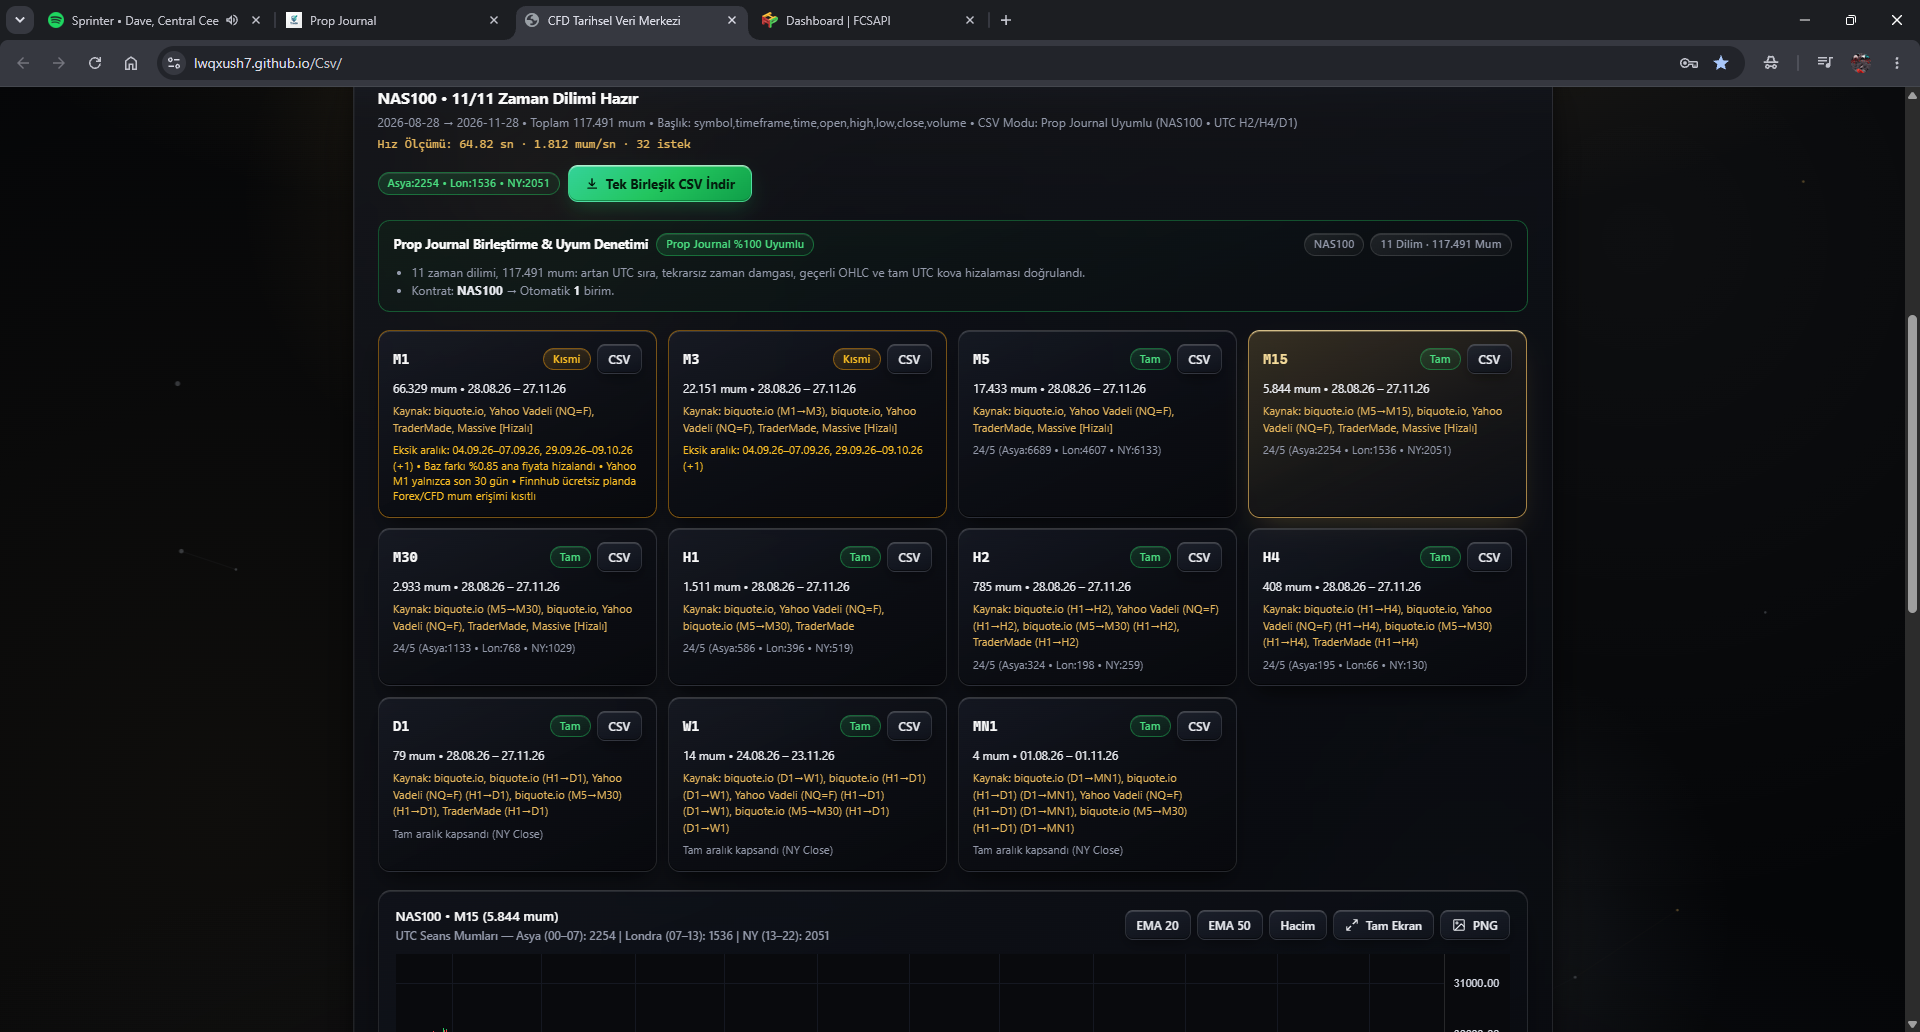 Sprinter • Dave, Central Cee
Prop Journal
CFD Tarihsel Veri Merkezi
Dashboard | FCSAPI
lwqxush7.github.io/Csv/
NAS100 • 11/11 Zaman Dilimi Hazır
2026-08-28 → 2026-11-28 • Toplam 117.491 mum • Başlık: symbol,timeframe,time,open,high,low,close,volume • CSV Modu: Prop Journal Uyumlu (NAS100 • UTC H2/H4/D1)
Hız Ölçümü: 64.82 sn · 1.812 mum/sn · 32 istek
Asya:2254 • Lon:1536 • NY:2051
Tek Birleşik CSV İndir
Prop Journal Birleştirme & Uyum Denetimi
Prop Journal %100 Uyumlu
NAS100
11 Dilim · 117.491 Mum
• 11 zaman dilimi, 117.491 mum: artan UTC sıra, tekrarsız zaman damgası, geçerli OHLC ve tam UTC kova hizalaması doğrulandı.
• Kontrat: NAS100 → Otomatik 1 birim.
M1
Kısmi
CSV
66.329 mum • 28.08.26 – 27.11.26
Kaynak: biquote.io, Yahoo Vadeli (NQ=F),
TraderMade, Massive [Hizalı]
Eksik aralık: 04.09.26–07.09.26, 29.09.26–09.10.26
(+1) • Baz farkı %0.85 ana fiyata hizalandı • Yahoo
M1 yalnızca son 30 gün • Finnhub ücretsiz planda
Forex/CFD mum erişimi kısıtlı
M3
Kısmi
CSV
22.151 mum • 28.08.26 – 27.11.26
Kaynak: biquote.io (M1→M3), biquote.io, Yahoo
Vadeli (NQ=F), TraderMade, Massive [Hizalı]
Eksik aralık: 04.09.26–07.09.26, 29.09.26–09.10.26
(+1)
M5
Tam
CSV
17.433 mum • 28.08.26 – 27.11.26
Kaynak: biquote.io, Yahoo Vadeli (NQ=F),
TraderMade, Massive [Hizalı]
24/5 (Asya:6689 • Lon:4607 • NY:6133)
M15
Tam
CSV
5.844 mum • 28.08.26 – 27.11.26
Kaynak: biquote.io (M5→M15), biquote.io, Yahoo
Vadeli (NQ=F), TraderMade, Massive [Hizalı]
24/5 (Asya:2254 • Lon:1536 • NY:2051)
M30
Tam
CSV
2.933 mum • 28.08.26 – 27.11.26
Kaynak: biquote.io (M5→M30), biquote.io, Yahoo
Vadeli (NQ=F), TraderMade, Massive [Hizalı]
24/5 (Asya:1133 • Lon:768 • NY:1029)
H1
Tam
CSV
1.511 mum • 28.08.26 – 27.11.26
Kaynak: biquote.io, Yahoo Vadeli (NQ=F),
biquote.io (M5→M30), TraderMade
24/5 (Asya:586 • Lon:396 • NY:519)
H2
Tam
CSV
785 mum • 28.08.26 – 27.11.26
Kaynak: biquote.io (H1→H2), Yahoo Vadeli (NQ=F)
(H1→H2), biquote.io (M5→M30) (H1→H2),
TraderMade (H1→H2)
24/5 (Asya:324 • Lon:198 • NY:259)
H4
Tam
CSV
408 mum • 28.08.26 – 27.11.26
Kaynak: biquote.io (H1→H4), biquote.io, Yahoo
Vadeli (NQ=F) (H1→H4), biquote.io (M5→M30)
(H1→H4), TraderMade (H1→H4)
24/5 (Asya:195 • Lon:66 • NY:130)
D1
Tam
CSV
79 mum • 28.08.26 – 27.11.26
Kaynak: biquote.io, biquote.io (H1→D1), Yahoo
Vadeli (NQ=F) (H1→D1), biquote.io (M5→M30)
(H1→D1), TraderMade (H1→D1)
Tam aralık kapsandı (NY Close)
W1
Tam
CSV
14 mum • 24.08.26 – 23.11.26
Kaynak: biquote.io (D1→W1), biquote.io (H1→D1)
(D1→W1), Yahoo Vadeli (NQ=F) (H1→D1)
(D1→W1), biquote.io (M5→M30) (H1→D1)
(D1→W1)
Tam aralık kapsandı (NY Close)
MN1
Tam
CSV
4 mum • 01.08.26 – 01.11.26
Kaynak: biquote.io (D1→MN1), biquote.io
(H1→D1) (D1→MN1), Yahoo Vadeli (NQ=F)
(H1→D1) (D1→MN1), biquote.io (M5→M30)
(H1→D1) (D1→MN1)
Tam aralık kapsandı (NY Close)
NAS100 • M15 (5.844 mum)
UTC Seans Mumları — Asya (00–07): 2254 | Londra (07–13): 1536 | NY (13–22): 2051
EMA 20
EMA 50
Hacim
Tam Ekran
PNG
31000.00